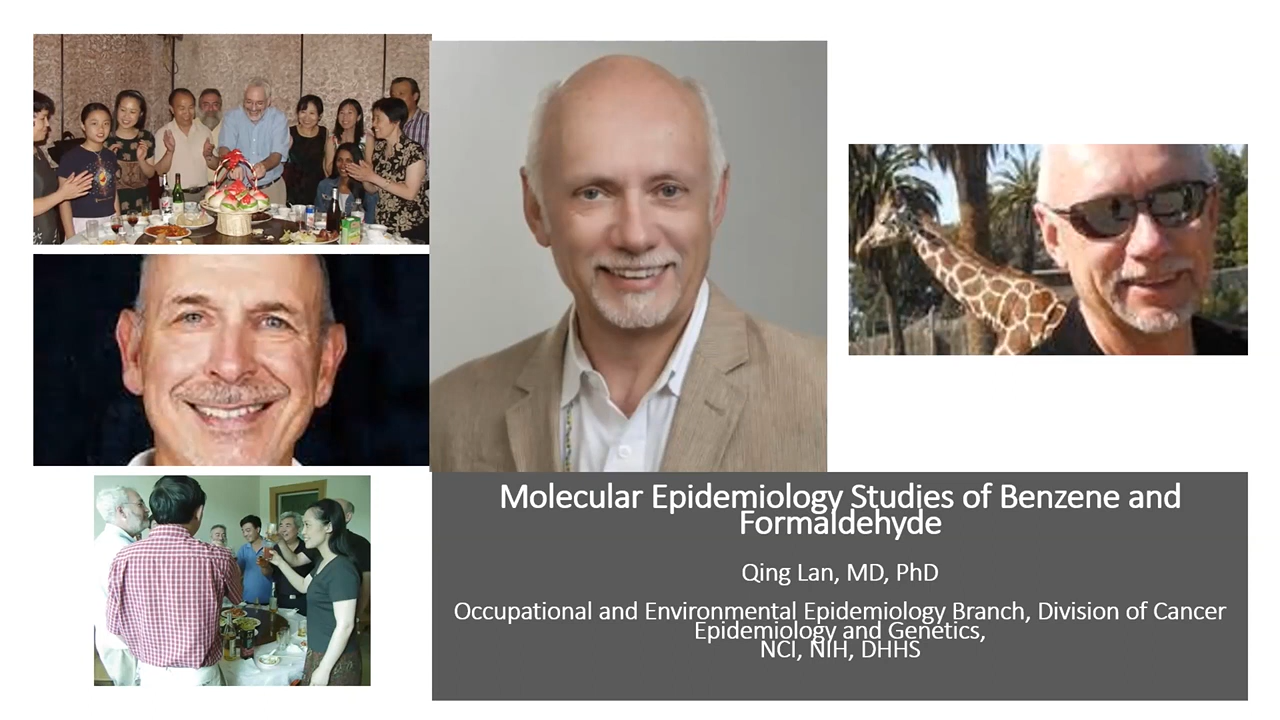 Molecular Epidemiology Studies of Benzene and
Formaldehyde
Qing Lan, MD, PhD
Occupational and Environmental Epidemiology Branch, Division of Cancer
Epidemiology and Genetics,
NCI, NIH, DHHS